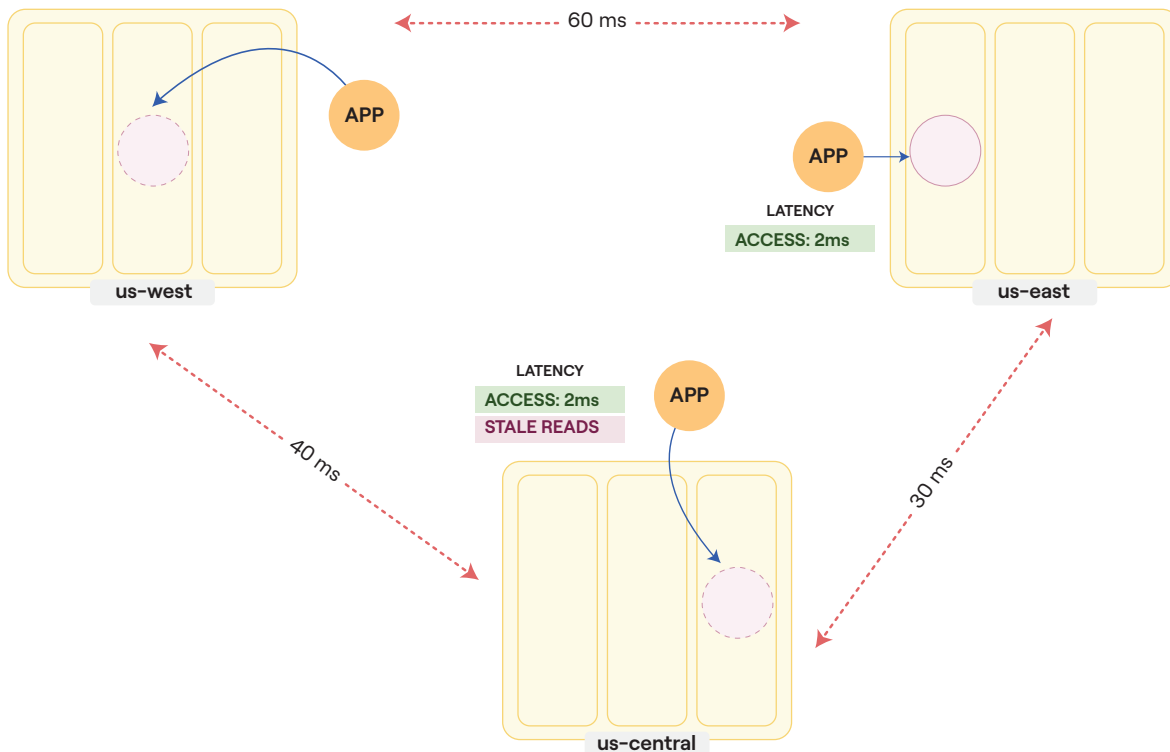 60 ms
APP
APP
LATENCY
ACCESS: 2ms
us-west
us-east
LATENCY
ACCESS: 2ms
STALE READS
APP
40 ms
30 ms
us-central